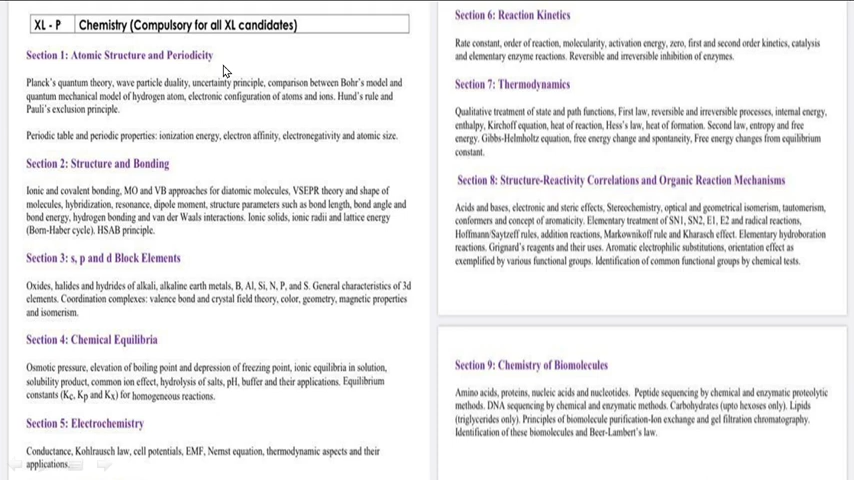 XL - P Chemistry (Compulsory for all XL candidates)
Section 1: Atomic Structure and Periodicity
Planck's quantum theory, wave particle duality, uncertainty principle, comparison between Bohr's model and
quantum mechanical model of hydrogen atom, electronic configuration of atoms and ions. Hund's rule and
Pauli's exclusion principle.
Periodic table and periodic properties: ionization energy, electron affinity, electronegativity and atomic size.
Section 2: Structure and Bonding
Ionic and covalent bonding, MO and VB approaches for diatomic molecules, VSEPR theory and shape of
molecules, hybridization, resonance, dipole moment, structure parameters such as bond length, bond angle and
bond energy, hydrogen bonding and van der Waals interactions. Ionic solids, ionic radii and lattice energy
(Born-Haber cycle). HSAB principle.
Section 3: s, p and d Block Elements
Oxides, halides and hydrides of alkali, alkaline earth metals, B, Al, Si, N, P, and S. General characteristics of 3d
elements. Coordination complexes: valence bond and crystal field theory, color, geometry, magnetic properties
and isomerism.
Section 4: Chemical Equilibria
Osmotic pressure, elevation of boiling point and depression of freezing point, ionic equilibria in solution,
solubility product, common ion effect, hydrolysis of salts, pH, buffer and their applications. Equilibrium
constants (Kc, Kp and Kx) for homogeneous reactions.
Section 5: Electrochemistry
Conductance, Kohlrausch law, cell potentials, EMF, Nernst equation, thermodynamic aspects and their
applications.
Section 6: Reaction Kinetics
Rate constant, order of reaction, molecularity, activation energy, zero, first and second order kinetics, catalysis
and elementary enzyme reactions. Reversible and irreversible inhibition of enzymes.
Section 7: Thermodynamics
Qualitative treatment of state and path functions, First law, reversible and irreversible processes, internal energy,
enthalpy, Kirchoff equation, heat of reaction, Hess's law, heat of formation. Second law, entropy and free
energy. Gibbs-Helmholtz equation, free energy change and spontaneity, Free energy changes from equilibrium
constant.
Section 8: Structure-Reactivity Correlations and Organic Reaction Mechanisms
Acids and bases, electronic and steric effects, Stereochemistry, optical and geometrical isomerism, tautomerism,
conformers and concept of aromaticity. Elementary treatment of SN1, SN2, E1, E2 and radical reactions,
Hoffmann/Saytzeff rules, addition reactions, Markownikoff rule and Kharasch effect. Elementary hydroboration
reactions. Grignard's reagents and their uses. Aromatic electrophilic substitutions, orientation effect as
exemplified by various functional groups. Identification of common functional groups by chemical tests.
Section 9: Chemistry of Biomolecules
Amino acids, proteins, nucleic acids and nucleotides. Peptide sequencing by chemical and enzymatic proteolytic
methods. DNA sequencing by chemical and enzymatic methods. Carbohydrates (upto hexoses only). Lipids
(triglycerides only). Principles of biomolecule purification-Ion exchange and gel filtration chromatography.
Identification of these biomolecules and Beer-Lambert's law.